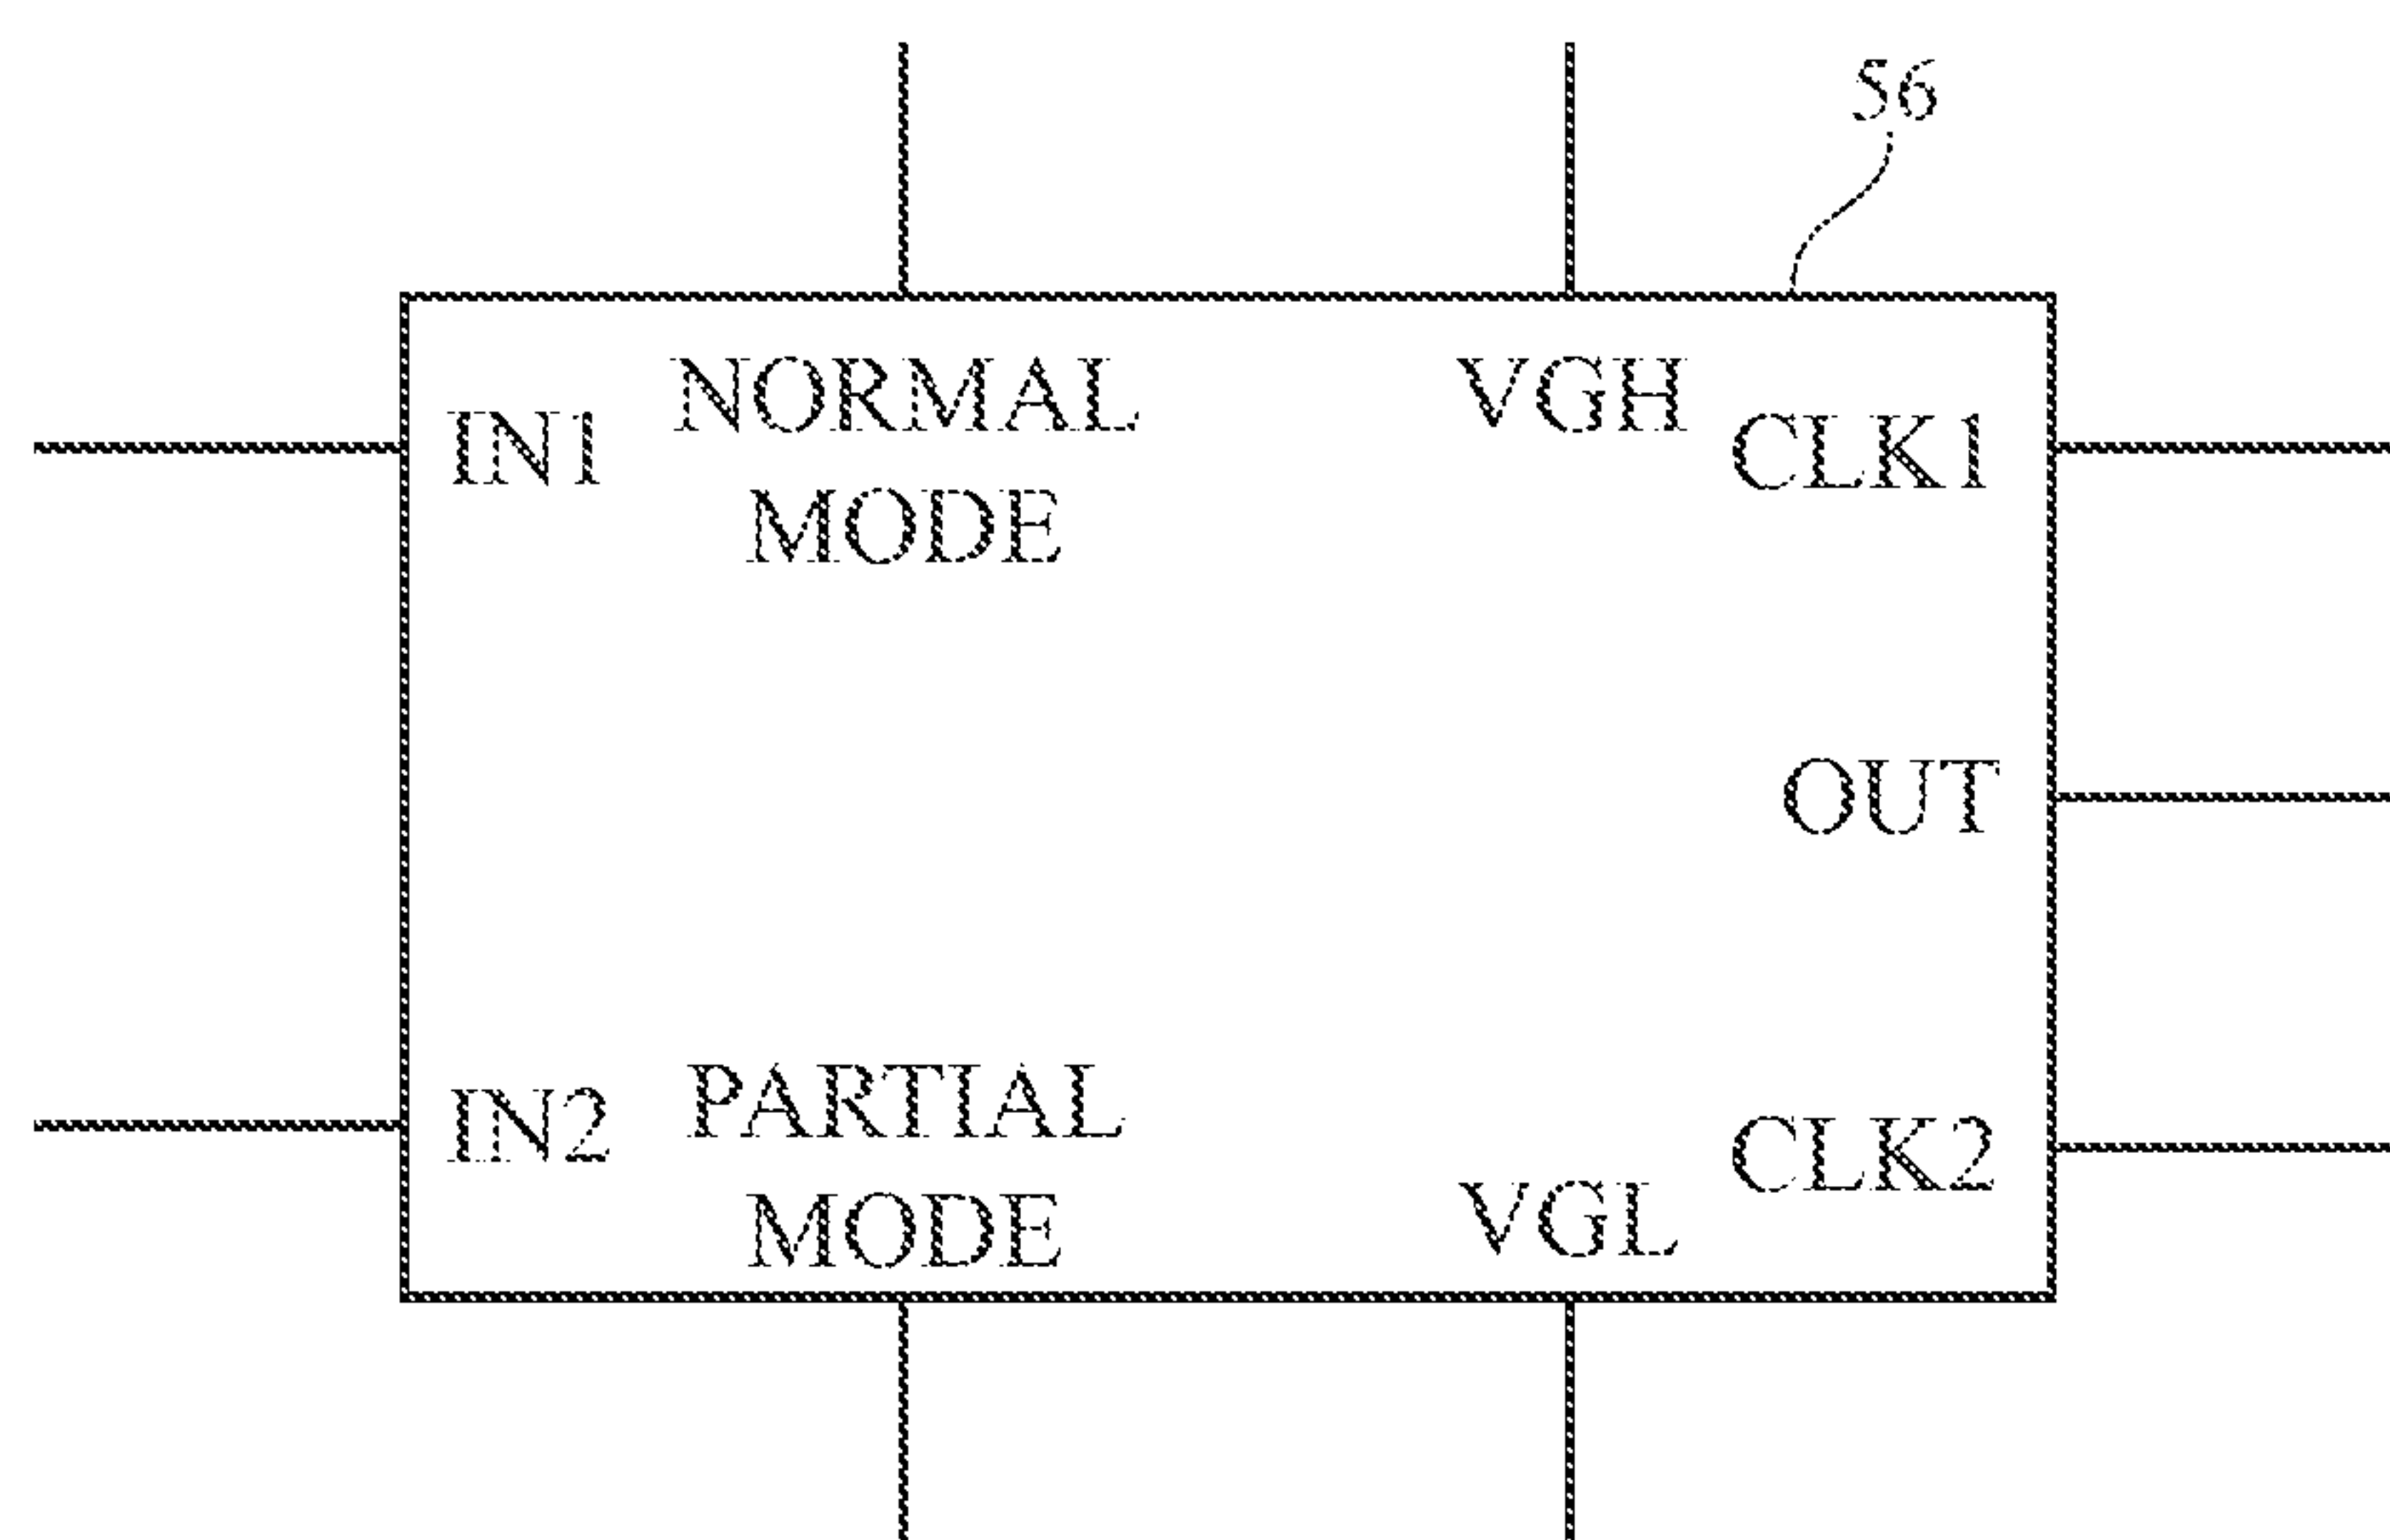 56
NORMAL
MODE
VGH
IN1
CLK1
OUT
IN2
PARTIAL
MODE
VGL
CLK2